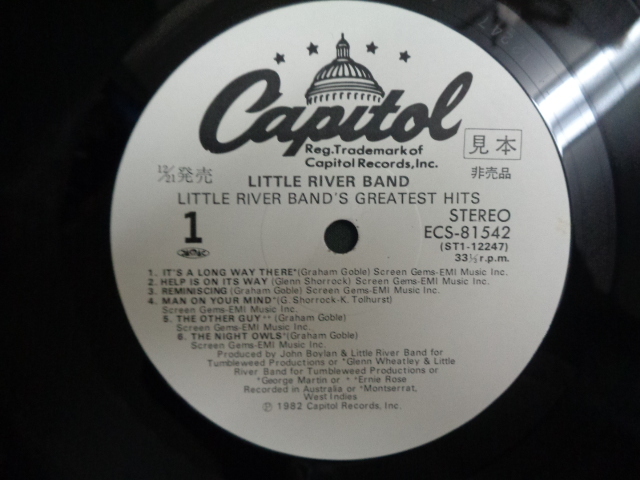 Capitol
Reg. Trademark of
Capitol Records, Inc.
見本
12/21発売
非売品
LITTLE RIVER BAND
LITTLE RIVER BAND'S GREATEST HITS
1
STEREO
ECS-81542
(ST1-12247)
33⅓ r.p.m.
1. IT'S A LONG WAY THERE*(Graham Goble) Screen Gems-EMI Music Inc.
2. HELP IS ON ITS WAY (Glenn Shorrock) Screen Gems-EMI Music Inc.
3. REMINISCING (Graham Goble) Screen Gems-EMI Music Inc.
4. MAN ON YOUR MIND°(G. Shorrock-K. Tolhurst)
Screen Gems-EMI Music Inc.
5. THE OTHER GUY°°(Graham Goble)
Screen Gems-EMI Music Inc.
6. THE NIGHT OWLS°(Graham Goble)
Screen Gems-EMI Music Inc.
Produced by John Boylan & Little River Band for
Tumbleweed Productions or *Glenn Wheatley & Little
River Band for Tumbleweed Productions or
°George Martin or °°Ernie Rose
Recorded in Australia or °Montserrat,
West Indies
Ⓟ 1982 Capitol Records, Inc.